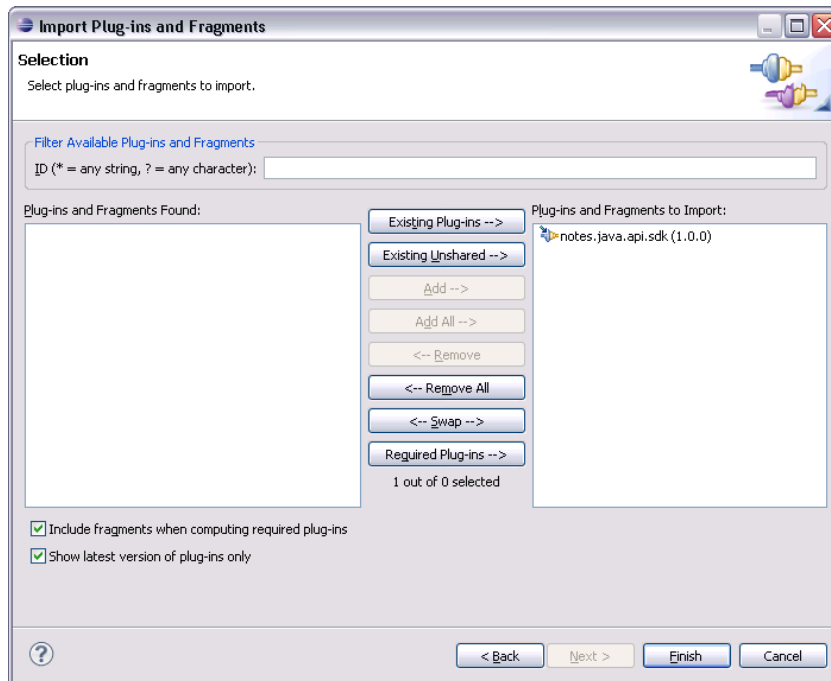 Import Plug-ins and Fragments
Selection
Select plug-ins and fragments to import.
Filter Available Plug-ins and Fragments
ID (* = any string, ? = any character):
Plug-ins and Fragments Found:
Plug-ins and Fragments to Import:
Existing Plug-ins -->
notes.java.api.sdk (1.0.0)
Existing Unshared -->
Add -->
Add All -->
<-- Remove
<-- Remove All
<-- Swap -->
Required Plug-ins -->
1 out of 0 selected
Include fragments when computing required plug-ins
Show latest version of plug-ins only
?
< Back
Next >
Finish
Cancel